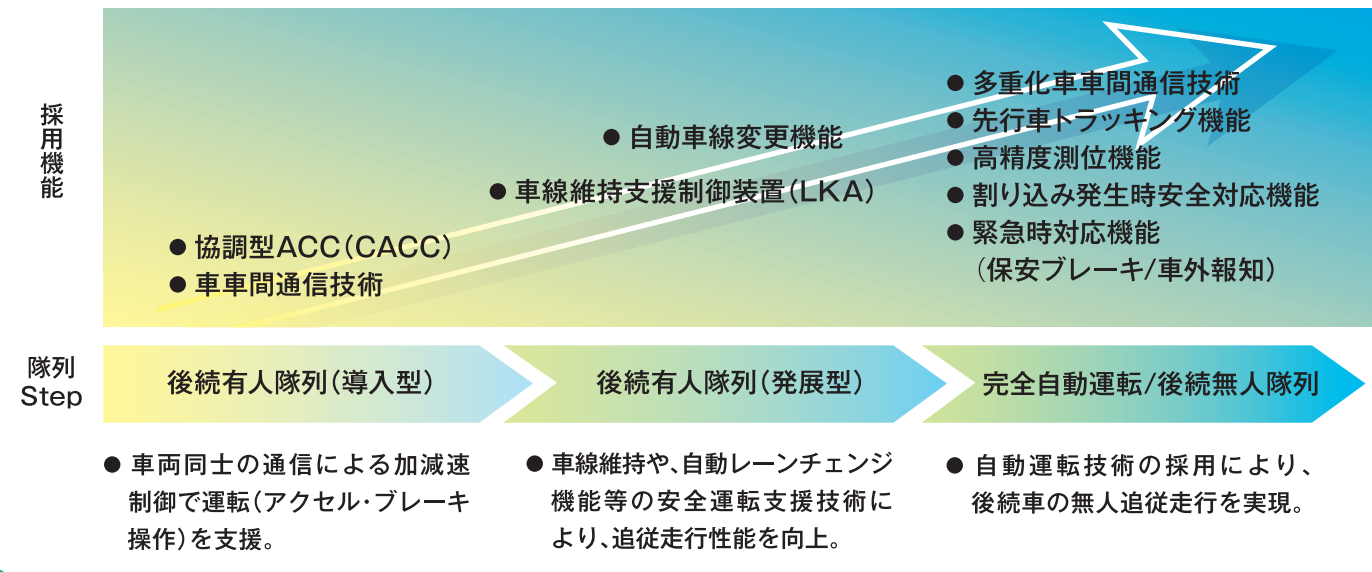 採用機能
● 多重化車車間通信技術
● 先行車トラッキング機能
● 高精度測位機能
● 割り込み発生時安全対応機能
● 緊急時対応機能
（保安ブレーキ/車外報知）
● 自動車線変更機能
● 車線維持支援制御装置（LKA）
● 協調型ACC（CACC）
● 車車間通信技術
隊列
Step
後続有人隊列（導入型）
後続有人隊列（発展型）
完全自動運転/後続無人隊列
● 車両同士の通信による加減速
制御で運転（アクセル・ブレーキ
操作）を支援。
● 車線維持や、自動レーンチェンジ
機能等の安全運転支援技術に
より、追従走行性能を向上。
● 自動運転技術の採用により、
後続車の無人追従走行を実現。